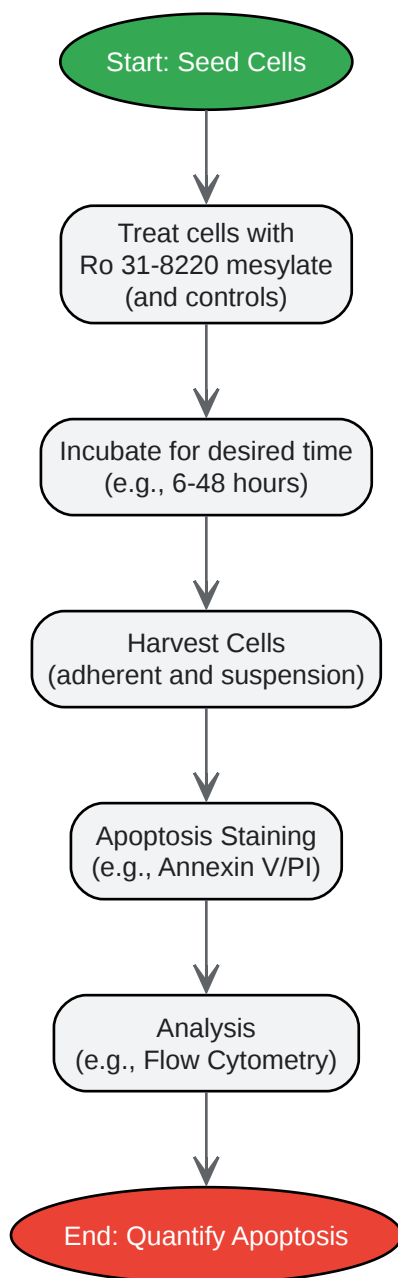 Start: Seed Cells
Treat cells with
Ro 31-8220 mesylate
(and controls)
Incubate for desired time
(e.g., 6-48 hours)
Harvest Cells
(adherent and suspension)
Apoptosis Staining
(e.g., Annexin V/PI)
Analysis
(e.g., Flow Cytometry)
End: Quantify Apoptosis